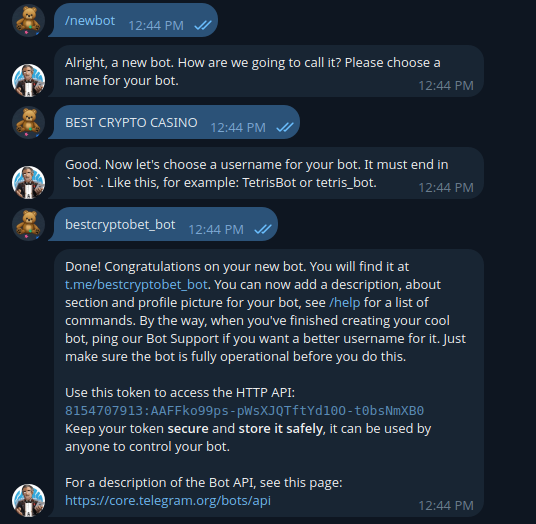 /newbot 12:44 PM
Alright, a new bot. How are we going to call it? Please choose a
name for your bot. 12:44 PM
BEST CRYPTO CASINO 12:44 PM
Good. Now let's choose a username for your bot. It must end in
`bot`. Like this, for example: TetrisBot or tetris_bot. 12:44 PM
bestcryptobet_bot 12:44 PM
Done! Congratulations on your new bot. You will find it at
t.me/bestcryptobet_bot. You can now add a description, about
section and profile picture for your bot, see /help for a list of
commands. By the way, when you've finished creating your cool
bot, ping our Bot Support if you want a better username for it. Just
make sure the bot is fully operational before you do this.
Use this token to access the HTTP API:
8154707913:AAFFko99ps-pWsXJQTftYd10O-t0bsNmXB0
Keep your token secure and store it safely, it can be used by
anyone to control your bot.
For a description of the Bot API, see this page:
https://core.telegram.org/bots/api 12:44 PM